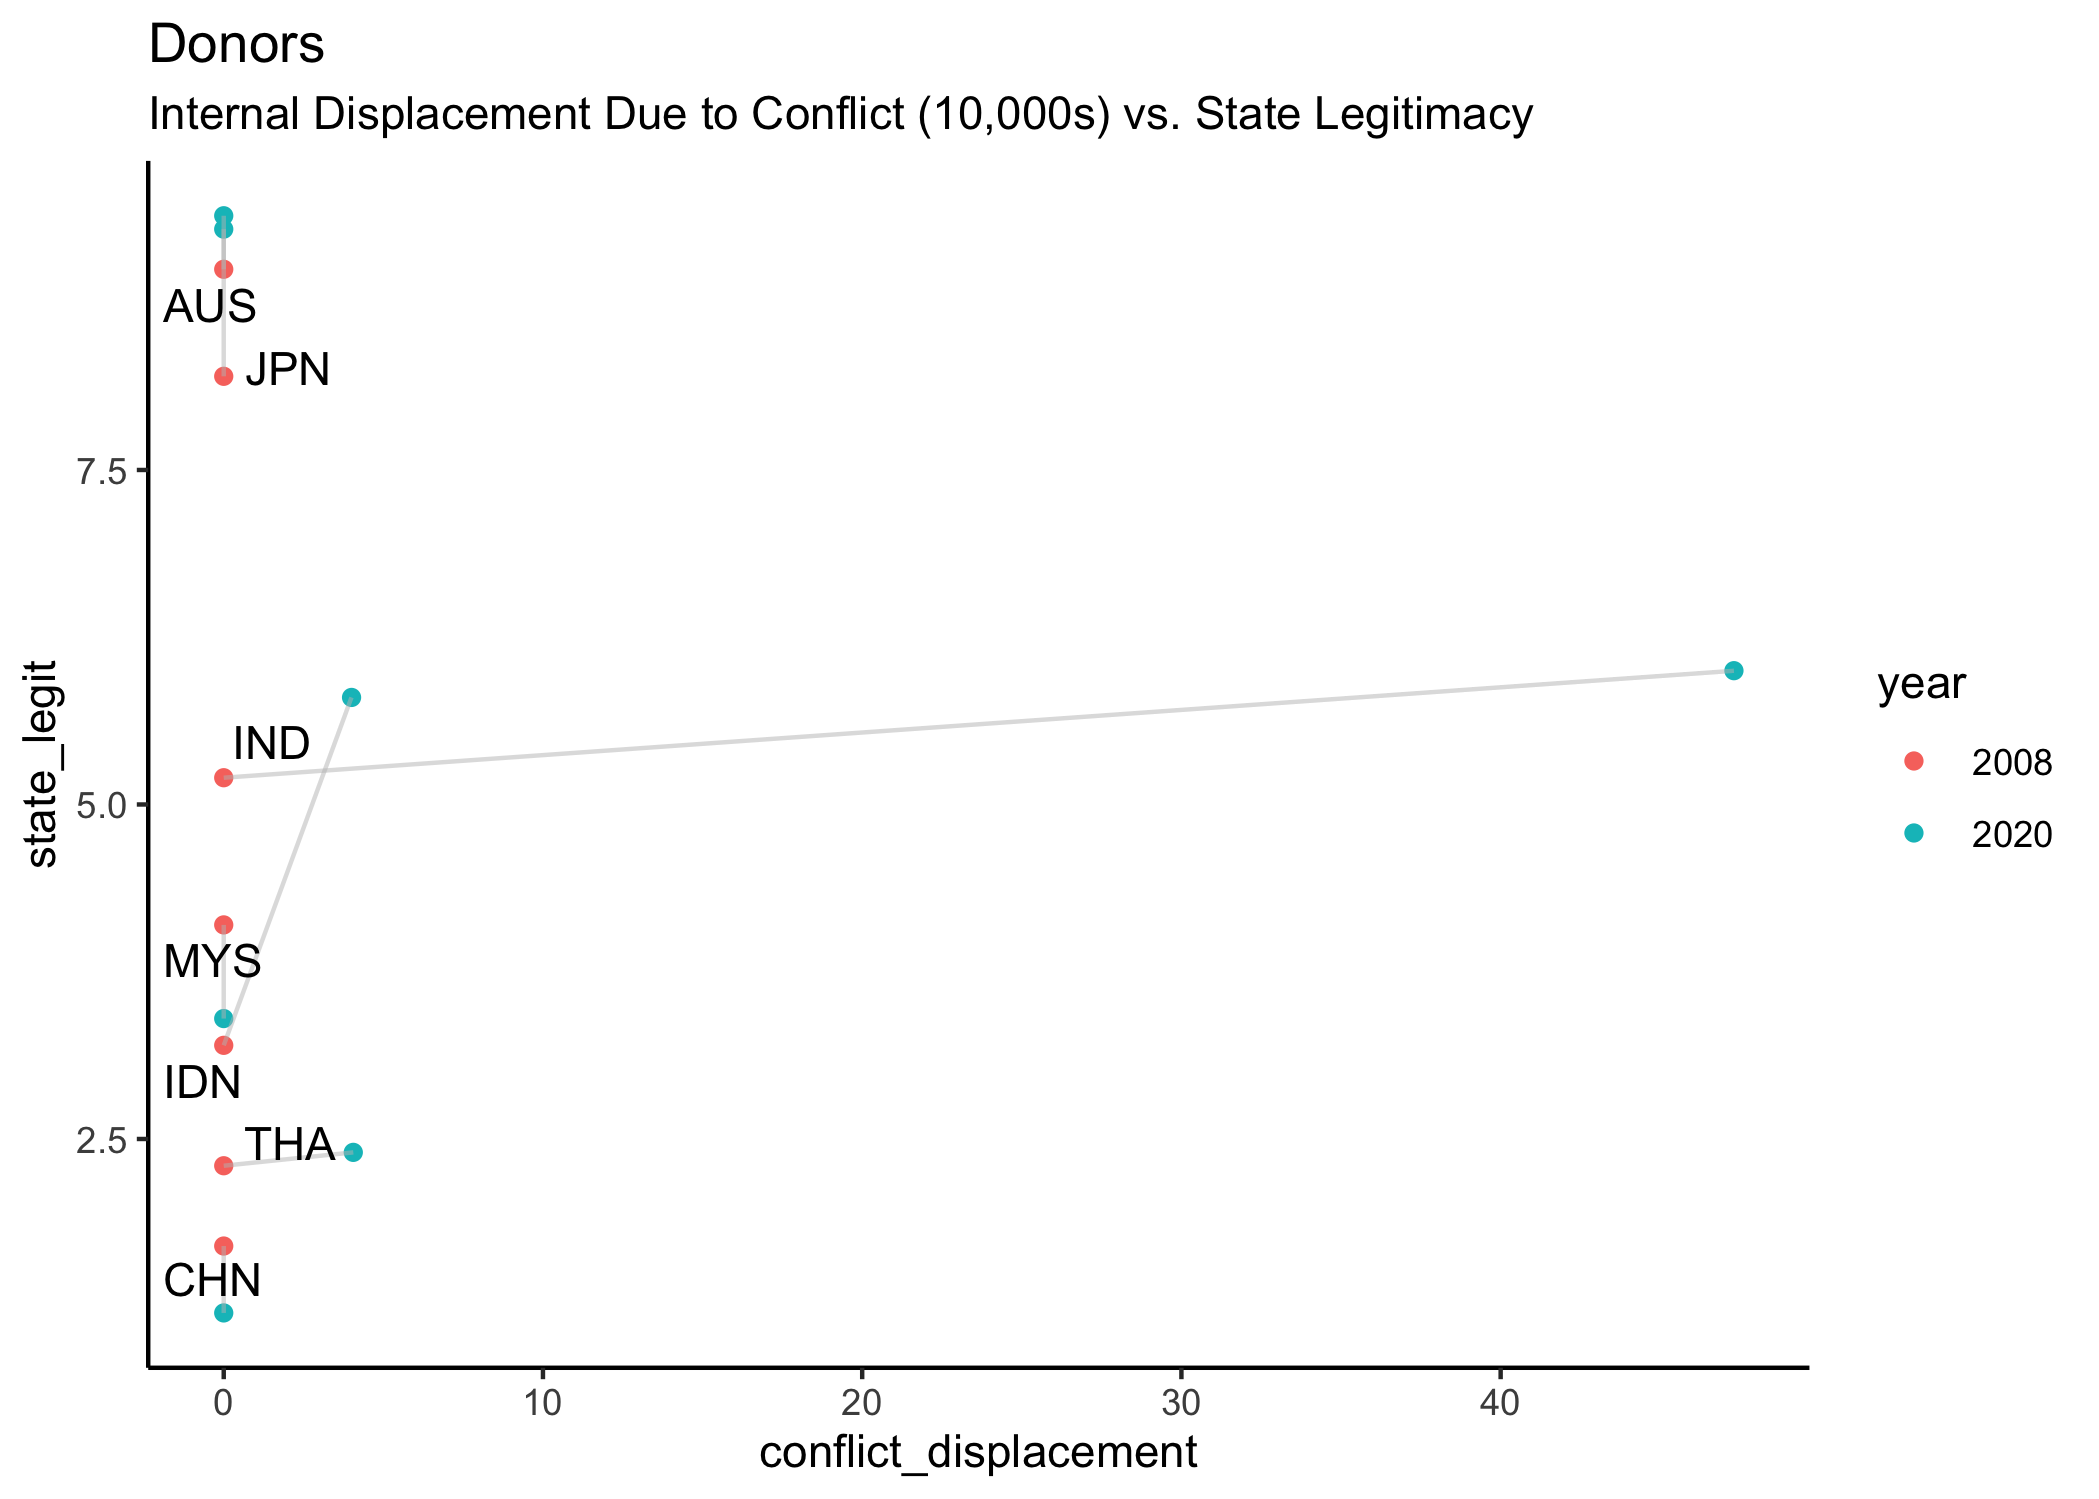 Donors
Internal Displacement Due to Conflict (10,000s) vs. State Legitimacy
AUS
JPN
7.5
state_legit
IND
5.0
MYS
IDN
THA
2.5
CHN
year
2008
2020
0 10 20 30 40
conflict_displacement